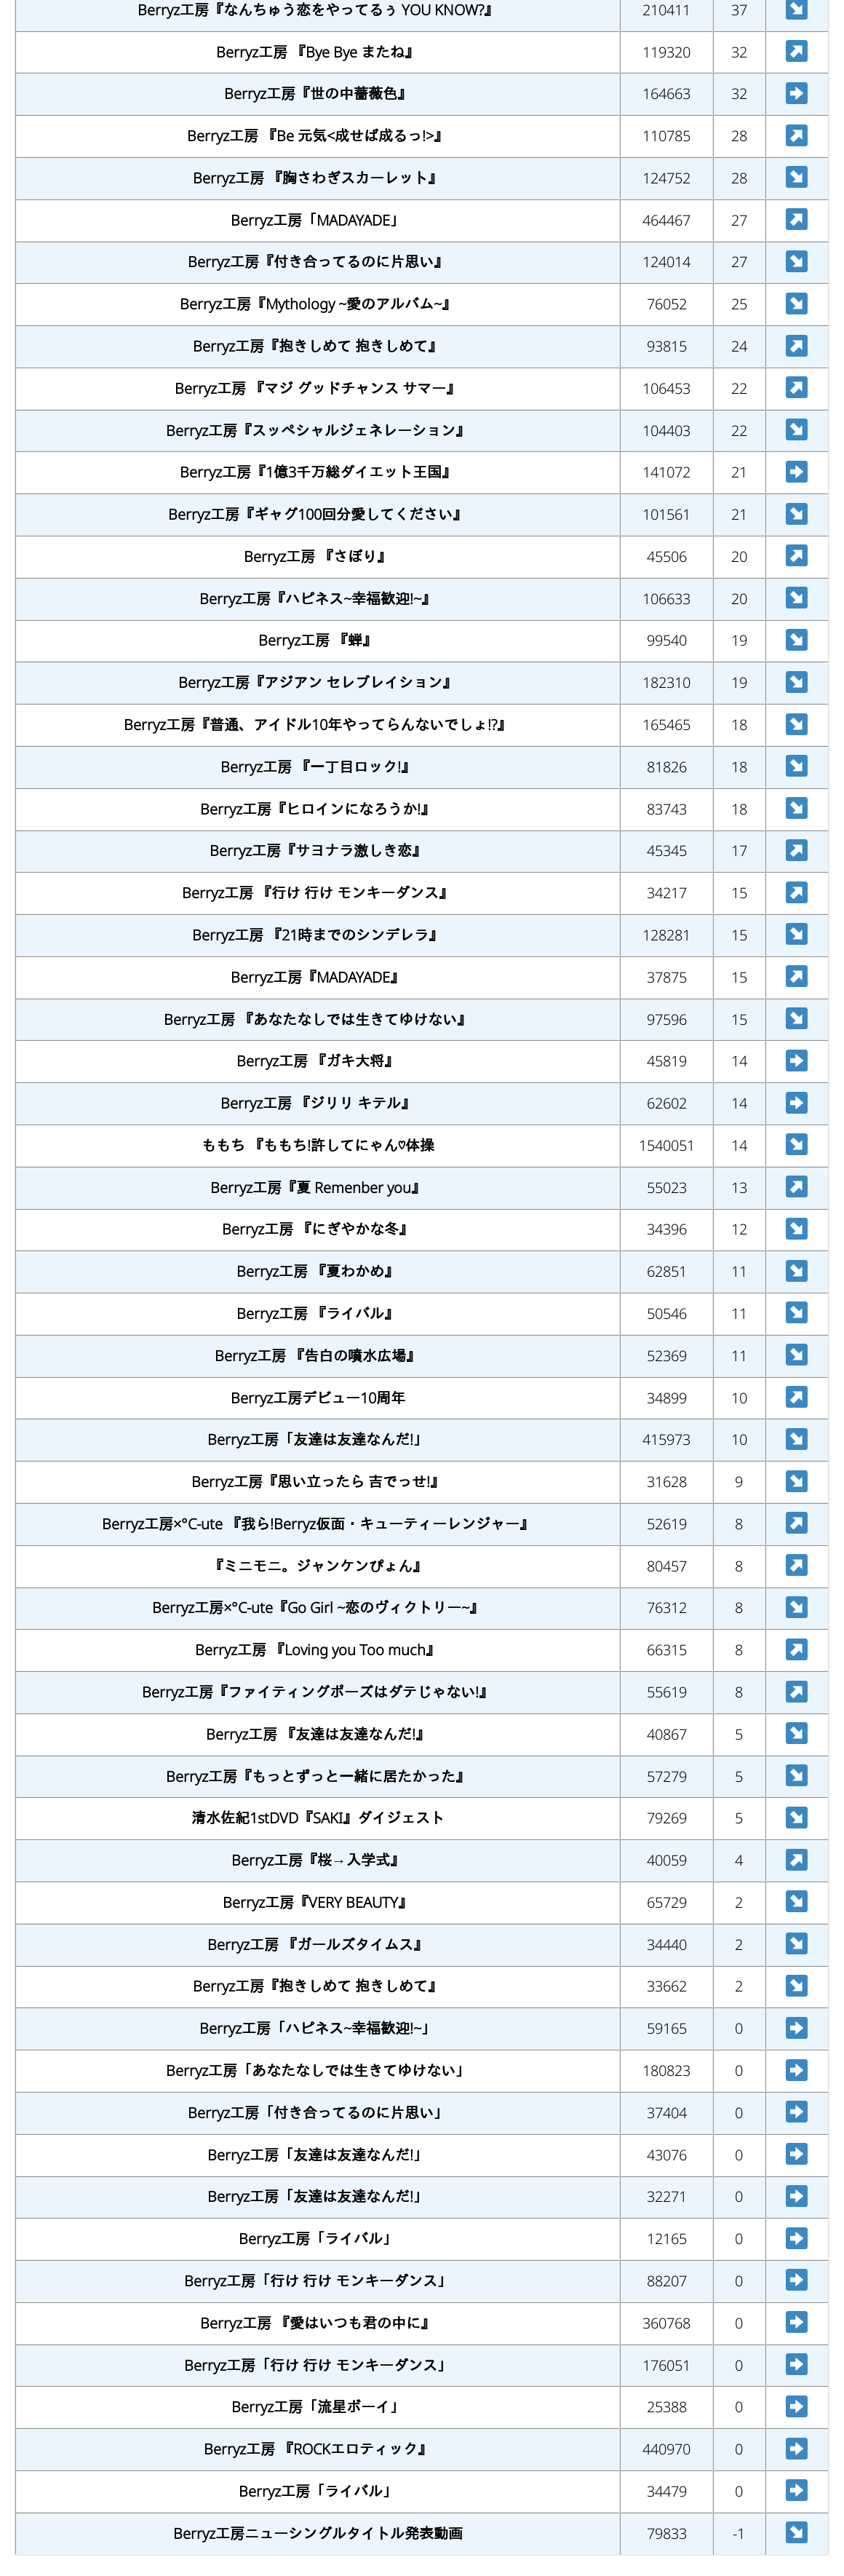 Berryz工房『なんちゅう恋をやってるぅ YOU KNOW?』 210411 37 ↘
Berryz工房 『Bye Bye またね』 119320 32 ↗
Berryz工房『世の中薔薇色』 164663 32 ➡
Berryz工房 『Be 元気<成せば成るっ!>』 110785 28 ↗
Berryz工房 『胸さわぎスカーレット』 124752 28 ↘
Berryz工房「MADAYADE」 464467 27 ↗
Berryz工房『付き合ってるのに片思い』 124014 27 ↘
Berryz工房『Mythology ~愛のアルバム~』 76052 25 ↘
Berryz工房『抱きしめて 抱きしめて』 93815 24 ↗
Berryz工房 『マジ グッドチャンス サマー』 106453 22 ↗
Berryz工房『スッペシャルジェネレーション』 104403 22 ↘
Berryz工房『1億3千万総ダイエット王国』 141072 21 ➡
Berryz工房『ギャグ100回分愛してください』 101561 21 ↘
Berryz工房 『さぼり』 45506 20 ↗
Berryz工房『ハピネス~幸福歓迎!~』 106633 20 ↘
Berryz工房 『蝉』 99540 19 ↘
Berryz工房『アジアン セレブレイション』 182310 19 ↘
Berryz工房『普通、アイドル10年やってらんないでしょ!?』 165465 18 ↘
Berryz工房 『一丁目ロック!』 81826 18 ↘
Berryz工房『ヒロインになろうか!』 83743 18 ↘
Berryz工房『サヨナラ激しき恋』 45345 17 ↗
Berryz工房 『行け 行け モンキーダンス』 34217 15 ↗
Berryz工房 『21時までのシンデレラ』 128281 15 ↘
Berryz工房『MADAYADE』 37875 15 ↗
Berryz工房 『あなたなしでは生きてゆけない』 97596 15 ↘
Berryz工房 『ガキ大将』 45819 14 ➡
Berryz工房 『ジリリ キテル』 62602 14 ➡
ももち 『ももち!許してにゃん♡体操 1540051 14 ↘
Berryz工房『夏 Remenber you』 55023 13 ↗
Berryz工房 『にぎやかな冬』 34396 12 ↘
Berryz工房 『夏わかめ』 62851 11 ↘
Berryz工房 『ライバル』 50546 11 ↘
Berryz工房 『告白の噴水広場』 52369 11 ↘
Berryz工房デビュー10周年 34899 10 ↗
Berryz工房「友達は友達なんだ!」 415973 10 ↘
Berryz工房『思い立ったら 吉でっせ!』 31628 9 ↘
Berryz工房×°C-ute 『我ら!Berryz仮面・キューティーレンジャー』 52619 8 ↗
『ミニモニ。ジャンケンぴょん』 80457 8 ↗
Berryz工房×°C-ute『Go Girl ~恋のヴィクトリー~』 76312 8 ↘
Berryz工房 『Loving you Too much』 66315 8 ↗
Berryz工房『ファイティングポーズはダテじゃない!』 55619 8 ↗
Berryz工房 『友達は友達なんだ!』 40867 5 ↘
Berryz工房『もっとずっと一緒に居たかった』 57279 5 ↘
清水佐紀1stDVD『SAKI』ダイジェスト 79269 5 ↘
Berryz工房『桜→入学式』 40059 4 ↗
Berryz工房『VERY BEAUTY』 65729 2 ↘
Berryz工房 『ガールズタイムス』 34440 2 ↘
Berryz工房『抱きしめて 抱きしめて』 33662 2 ↘
Berryz工房「ハピネス~幸福歓迎!~」 59165 0 ➡
Berryz工房「あなたなしでは生きてゆけない」 180823 0 ➡
Berryz工房「付き合ってるのに片思い」 37404 0 ➡
Berryz工房「友達は友達なんだ!」 43076 0 ➡
Berryz工房「友達は友達なんだ!」 32271 0 ➡
Berryz工房「ライバル」 12165 0 ➡
Berryz工房「行け 行け モンキーダンス」 88207 0 ➡
Berryz工房 『愛はいつも君の中に』 360768 0 ➡
Berryz工房「行け 行け モンキーダンス」 176051 0 ➡
Berryz工房「流星ボーイ」 25388 0 ➡
Berryz工房 『ROCKエロティック』 440970 0 ➡
Berryz工房「ライバル」 34479 0 ➡
Berryz工房ニューシングルタイトル発表動画 79833 -1 ↘